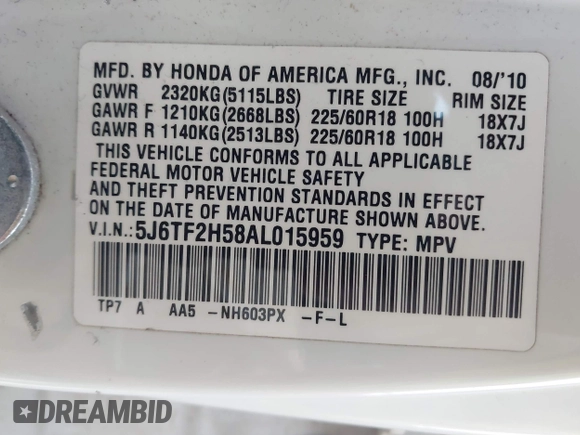 MFD. BY HONDA OF AMERICA MFG., INC. 08/'10
GVWR 2320KG(5115LBS) TIRE SIZE RIM SIZE
GAWR F 1210KG(2668LBS) 225/60R18 100H 18X7J
GAWR R 1140KG(2513LBS) 225/60R18 100H 18X7J
THIS VEHICLE CONFORMS TO ALL APPLICABLE
FEDERAL MOTOR VEHICLE SAFETY
AND THEFT PREVENTION STANDARDS IN EFFECT
ON THE DATE OF MANUFACTURE SHOWN ABOVE.
V.I.N.:5J6TF2H58AL015959 TYPE: MPV
TP7 A AA5 -NH603PX -F-L
DREAMBID